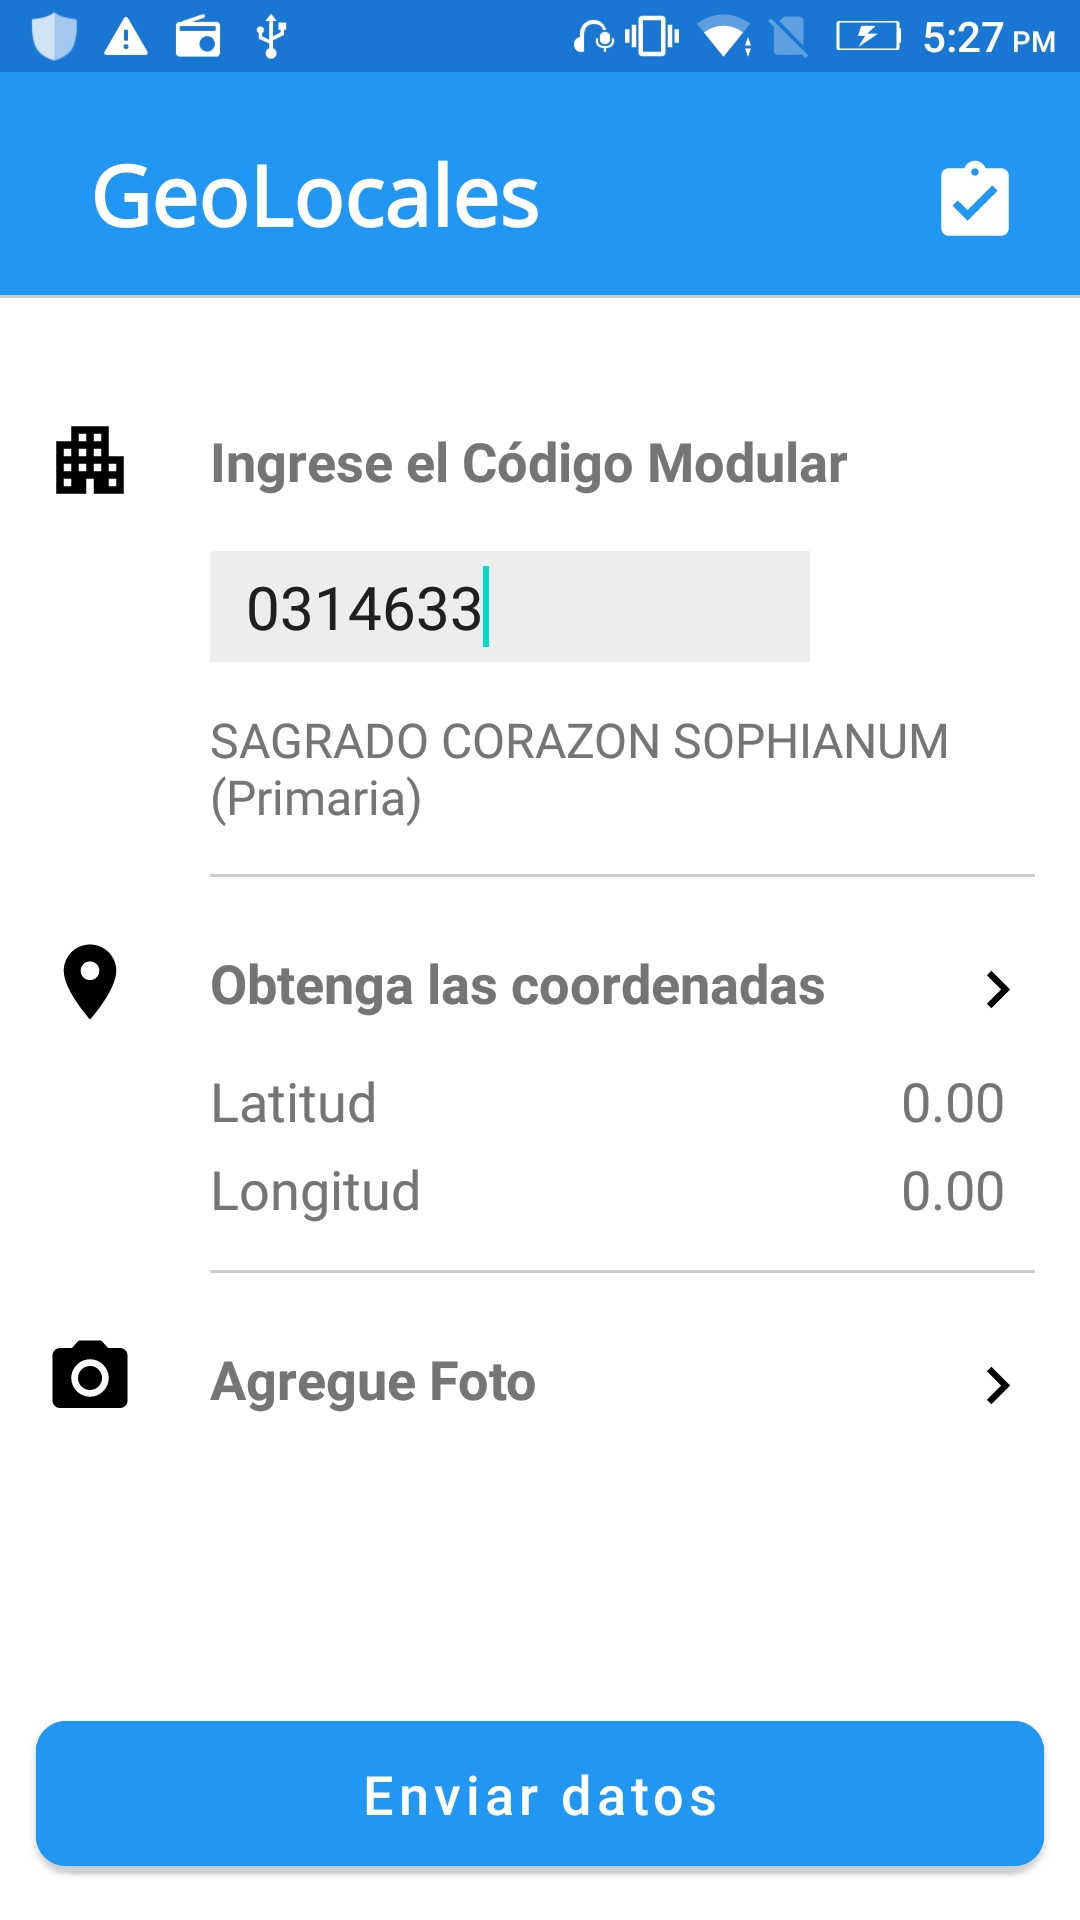 5:27 PM
GeoLocales
Ingrese el Código Modular
0314633
SAGRADO CORAZON SOPHIANUM
(Primaria)
Obtenga las coordenadas
Latitud 0.00
Longitud 0.00
Agregue Foto
Enviar datos